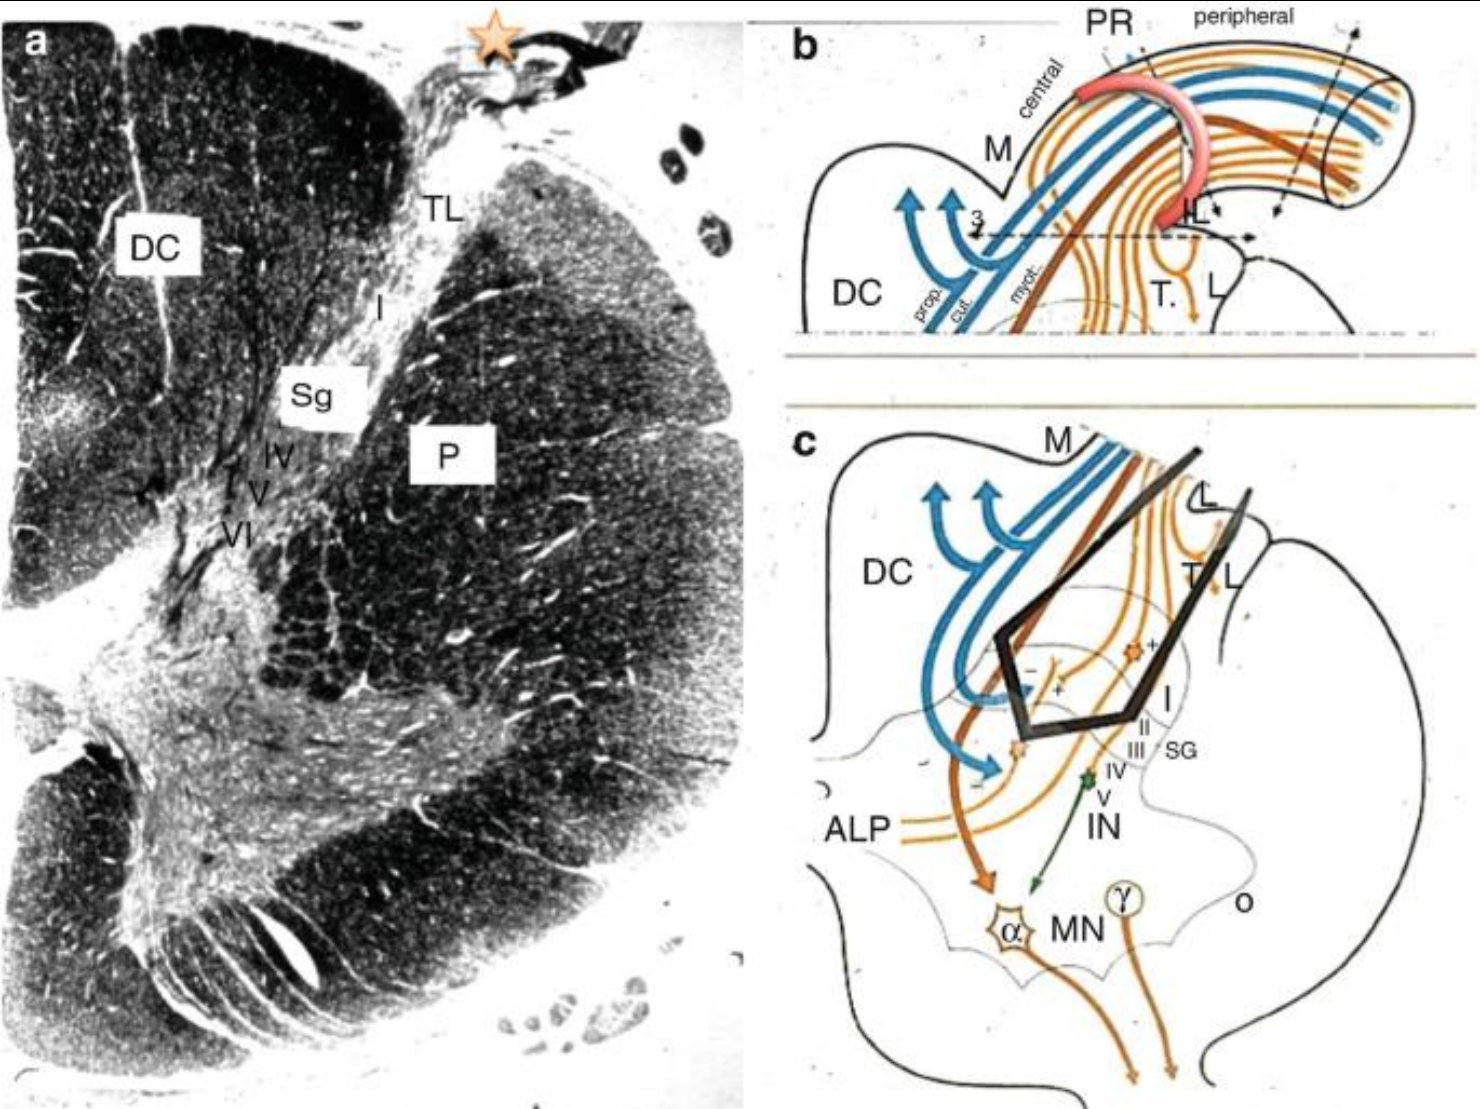 a
DC
TL
I
Sg
IV
P
V
VI
b
PR
peripheral
central
M
IL
3
DC
prop.
cut.
myot.
T.
L
c
M
L
DC
T
L
+
−
+
I
II
III
SG
IV
−
V
ALP
IN
γ
O
α
MN